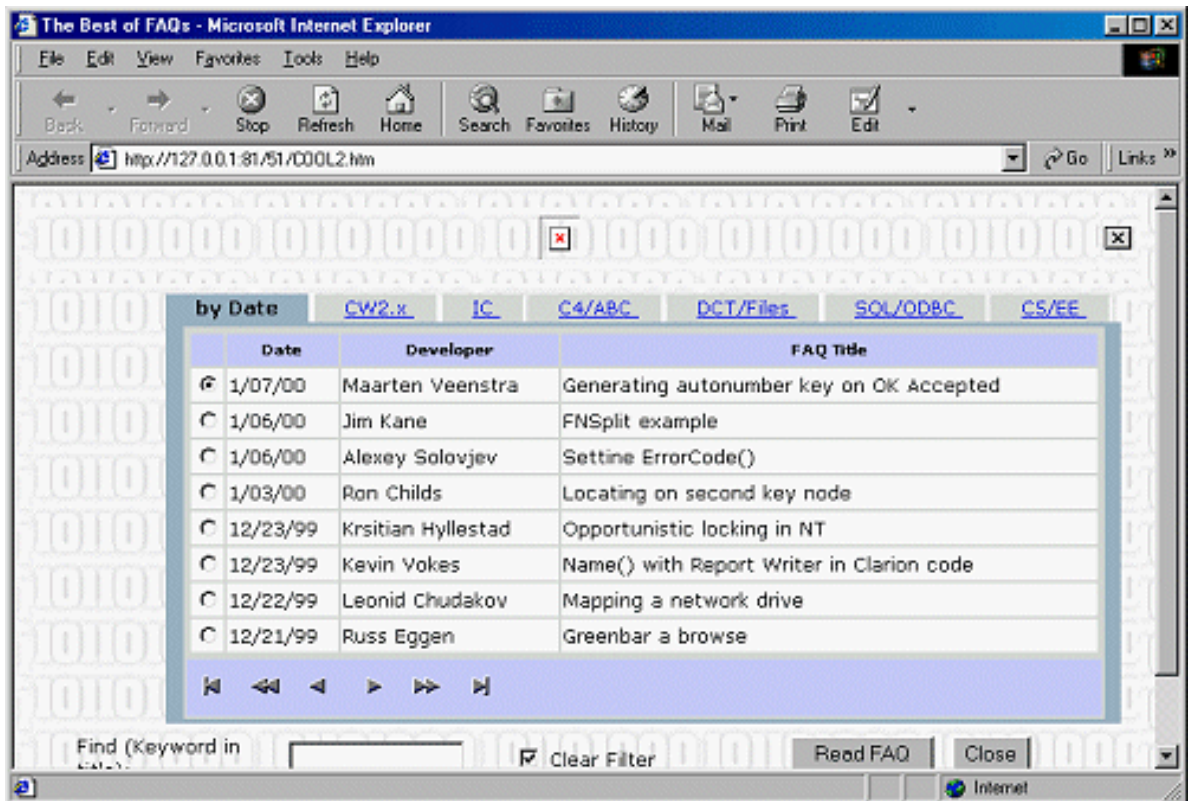 The Best of FAQs - Microsoft Internet Explorer
File Edit View Favorites Tools Help
Back Forward Stop Refresh Home Search Favorites History Mail Print Edit
Address http://127.0.0.1:81/51/COOL2.htm Go Links »
by Date CW2.x IC C4/ABC DCT/Files SQL/ODBC C5/EE
Date Developer FAQ Title
1/07/00 Maarten Veenstra Generating autonumber key on OK Accepted
1/06/00 Jim Kane FNSplit example
1/06/00 Alexey Solovjev Settine ErrorCode()
1/03/00 Ron Childs Locating on second key node
12/23/99 Krsitian Hyllestad Opportunistic locking in NT
12/23/99 Kevin Vokes Name() with Report Writer in Clarion code
12/22/99 Leonid Chudakov Mapping a network drive
12/21/99 Russ Eggen Greenbar a browse
Find (Keyword in
Clear Filter Read FAQ Close
Internet